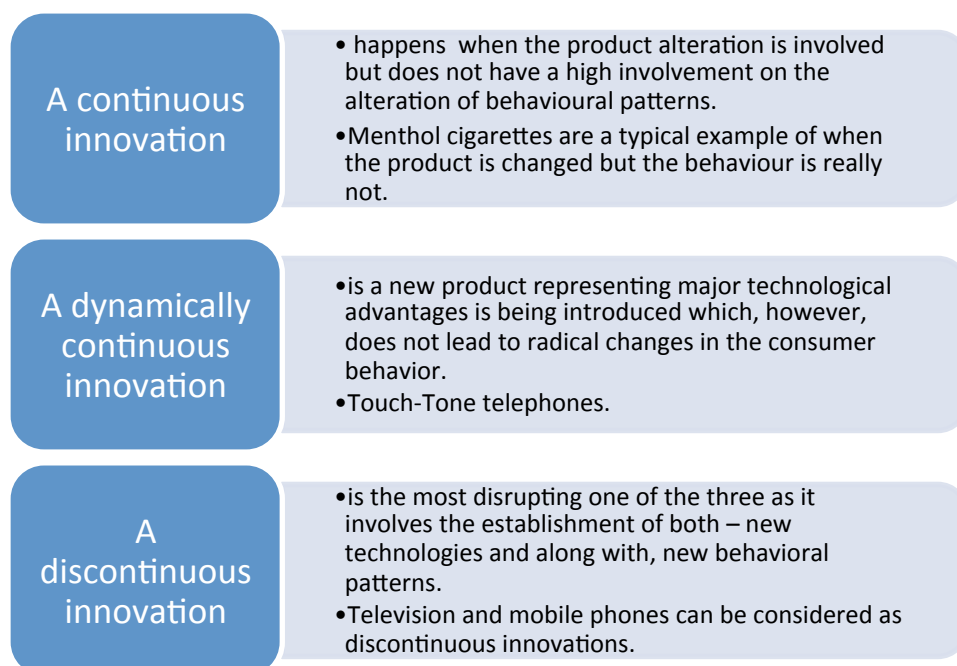 A continuous
innovation
• happens when the product alteration is involved
but does not have a high involvement on the
alteration of behavioural patterns.
•Menthol cigarettes are a typical example of when
the product is changed but the behaviour is really
not.
A dynamically
continuous
innovation
•is a new product representing major technological
advantages is being introduced which, however,
does not lead to radical changes in the consumer
behavior.
•Touch-Tone telephones.
A
discontinuous
innovation
•is the most disrupting one of the three as it
involves the establishment of both – new
technologies and along with, new behavioral
patterns.
•Television and mobile phones can be considered as
discontinuous innovations.